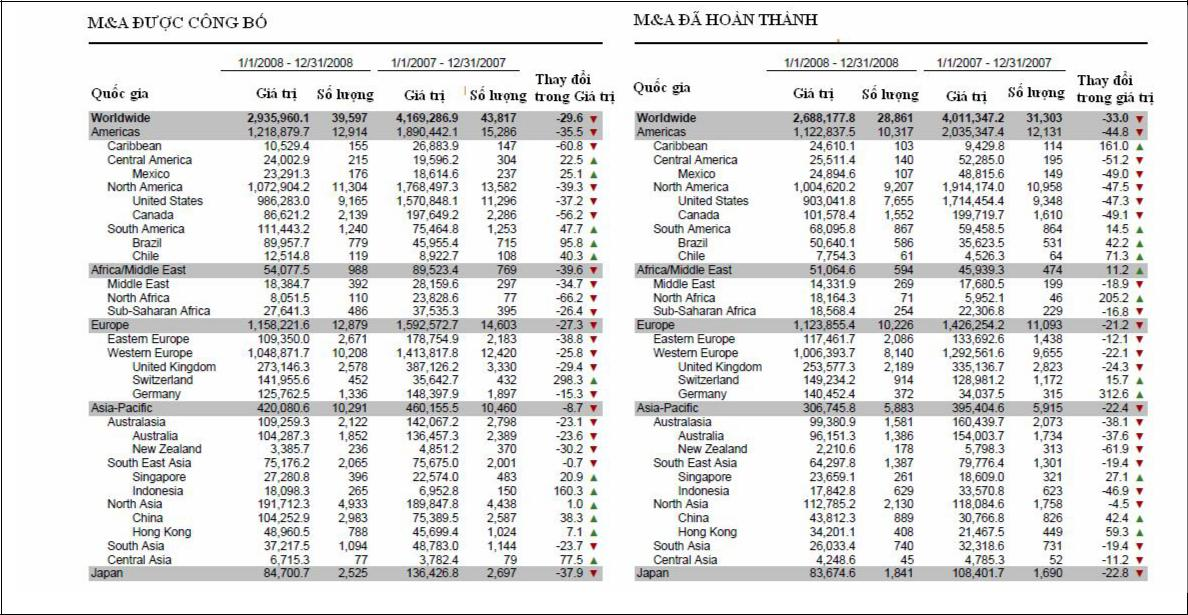 M&A ĐƯỢC CÔNG BỐ
1/1/2008 - 12/31/2008 1/1/2007 - 12/31/2007
Quốc gia Giá trị Số lượng Giá trị Số lượng Thay đổi trong Giá trị
Worldwide 2,935,960.1 39,597 4,169,286.9 43,817 -29.6 ▼
Americas 1,218,879.7 12,914 1,890,442.1 15,286 -35.5 ▼
Caribbean 10,529.4 155 26,883.9 147 -60.8 ▼
Central America 24,002.9 215 19,596.2 304 22.5 ▲
Mexico 23,291.3 176 18,614.6 237 25.1 ▲
North America 1,072,904.2 11,304 1,768,497.3 13,582 -39.3 ▼
United States 986,283.0 9,165 1,570,848.1 11,296 -37.2 ▼
Canada 86,621.2 2,139 197,649.2 2,286 -56.2 ▼
South America 111,443.2 1,240 75,464.8 1,253 47.7 ▲
Brazil 89,957.7 779 45,955.4 715 95.8 ▲
Chile 12,514.8 119 8,922.7 108 40.3 ▲
Africa/Middle East 54,077.5 988 89,523.4 769 -39.6 ▼
Middle East 18,384.7 392 28,159.6 297 -34.7 ▼
North Africa 8,051.5 110 23,828.6 77 -66.2 ▼
Sub-Saharan Africa 27,641.3 486 37,535.3 395 -26.4 ▼
Europe 1,158,221.6 12,879 1,592,572.7 14,603 -27.3 ▼
Eastern Europe 109,350.0 2,671 178,754.9 2,183 -38.8 ▼
Western Europe 1,048,871.7 10,208 1,413,817.8 12,420 -25.8 ▼
United Kingdom 273,146.3 2,578 387,126.2 3,330 -29.4 ▼
Switzerland 141,955.6 452 35,642.7 432 298.3 ▲
Germany 125,762.5 1,336 148,397.9 1,897 -15.3 ▼
Asia-Pacific 420,080.6 10,291 460,155.5 10,460 -8.7 ▼
Australasia 109,259.3 2,122 142,067.2 2,798 -23.1 ▼
Australia 104,287.3 1,852 136,457.3 2,389 -23.6 ▼
New Zealand 3,385.7 236 4,851.2 370 -30.2 ▼
South East Asia 75,176.2 2,065 75,675.0 2,001 -0.7 ▼
Singapore 27,280.8 396 22,574.0 483 20.9 ▲
Indonesia 18,098.3 265 6,952.8 150 160.3 ▲
North Asia 191,712.3 4,933 189,847.8 4,438 1.0 ▲
China 104,252.9 2,983 75,389.5 2,587 38.3 ▲
Hong Kong 48,960.5 788 45,699.4 1,024 7.1 ▲
South Asia 37,217.5 1,094 48,783.0 1,144 -23.7 ▼
Central Asia 6,715.3 77 3,782.4 79 77.5 ▲
Japan 84,700.7 2,525 136,426.8 2,697 -37.9 ▼
M&A ĐÃ HOÀN THÀNH
1/1/2008 - 12/31/2008 1/1/2007 - 12/31/2007
Quốc gia Giá trị Số lượng Giá trị Số lượng Thay đổi trong giá trị
Worldwide 2,688,177.8 28,861 4,011,347.2 31,303 -33.0 ▼
Americas 1,122,837.5 10,317 2,035,347.4 12,131 -44.8 ▼
Caribbean 24,610.1 103 9,429.8 114 161.0 ▲
Central America 25,511.4 140 52,285.0 195 -51.2 ▼
Mexico 24,894.6 107 48,815.6 149 -49.0 ▼
North America 1,004,620.2 9,207 1,914,174.0 10,958 -47.5 ▼
United States 903,041.8 7,655 1,714,454.4 9,348 -47.3 ▼
Canada 101,578.4 1,552 199,719.7 1,610 -49.1 ▼
South America 68,095.8 867 59,458.5 864 14.5 ▲
Brazil 50,640.1 586 35,623.5 531 42.2 ▲
Chile 7,754.3 61 4,526.3 64 71.3 ▲
Africa/Middle East 51,064.6 594 45,939.3 474 11.2 ▲
Middle East 14,331.9 269 17,680.5 199 -18.9 ▼
North Africa 18,164.3 71 5,952.1 46 205.2 ▲
Sub-Saharan Africa 18,568.4 254 22,306.8 229 -16.8 ▼
Europe 1,123,855.4 10,226 1,426,254.2 11,093 -21.2 ▼
Eastern Europe 117,461.7 2,086 133,692.6 1,438 -12.1 ▼
Western Europe 1,006,393.7 8,140 1,292,561.6 9,655 -22.1 ▼
United Kingdom 253,577.3 2,189 335,136.7 2,823 -24.3 ▼
Switzerland 149,234.2 914 128,981.2 1,172 15.7 ▲
Germany 140,452.4 372 34,037.5 315 312.6 ▲
Asia-Pacific 306,745.8 5,883 395,404.6 5,915 -22.4 ▼
Australasia 99,380.9 1,581 160,439.7 2,073 -38.1 ▼
Australia 96,151.3 1,386 154,003.7 1,734 -37.6 ▼
New Zealand 2,210.6 178 5,798.3 313 -61.9 ▼
South East Asia 64,297.8 1,387 79,776.4 1,301 -19.4 ▼
Singapore 23,659.1 261 18,609.0 321 27.1 ▲
Indonesia 17,842.8 629 33,570.8 623 -46.9 ▼
North Asia 112,785.2 2,130 118,084.6 1,758 -4.5 ▼
China 43,812.3 889 30,766.8 826 42.4 ▲
Hong Kong 34,201.1 408 21,467.5 449 59.3 ▲
South Asia 26,033.4 740 32,318.6 731 -19.4 ▼
Central Asia 4,248.6 45 4,785.3 52 -11.2 ▼
Japan 83,674.6 1,841 108,401.7 1,690 -22.8 ▼